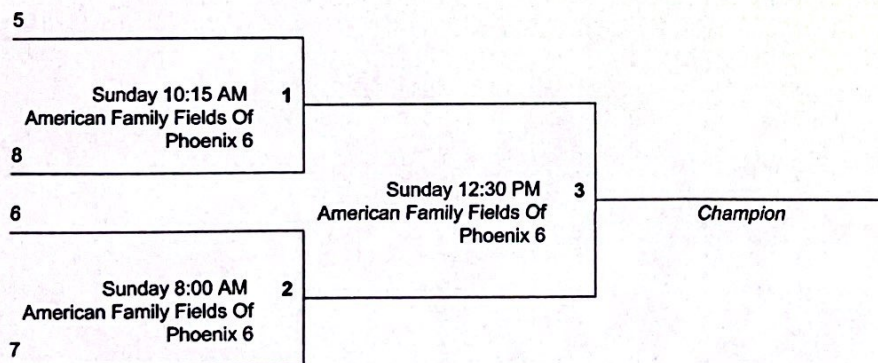 5
Sunday 10:15 AM 1
American Family Fields Of
Phoenix 6
8
Sunday 12:30 PM 3
American Family Fields Of
Phoenix 6
Champion
6
Sunday 8:00 AM 2
American Family Fields Of
Phoenix 6
7